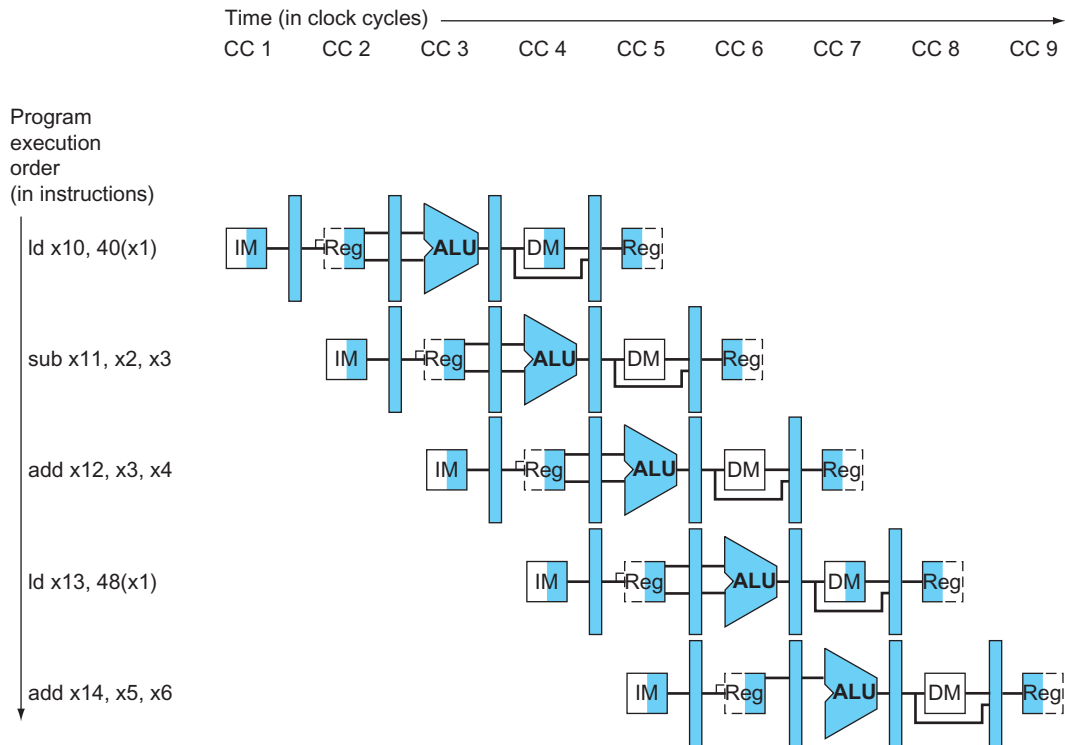 Time (in clock cycles)
CC 1 CC 2 CC 3 CC 4 CC 5 CC 6 CC 7 CC 8 CC 9
Program
execution
order
(in instructions)
ld x10, 40(x1)
IM Reg ALU DM Reg
sub x11, x2, x3
IM Reg ALU DM Reg
add x12, x3, x4
IM Reg ALU DM Reg
ld x13, 48(x1)
IM Reg ALU DM Reg
add x14, x5, x6
IM Reg ALU DM Reg